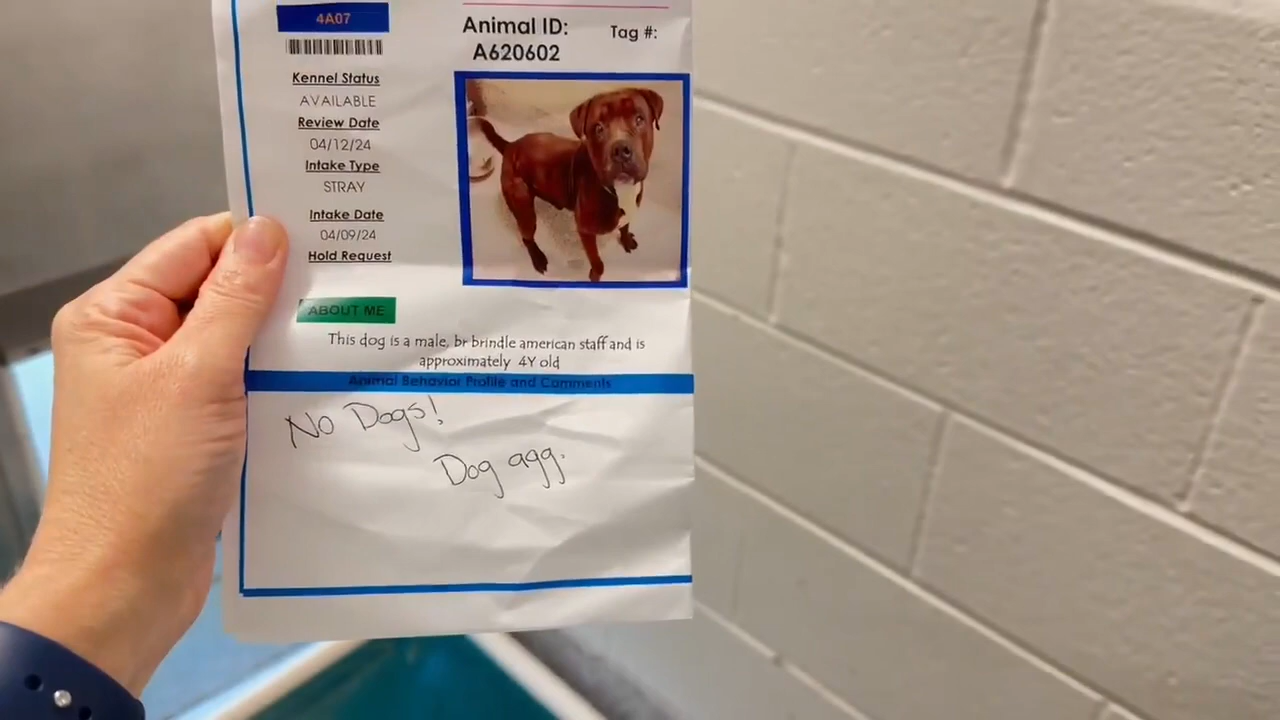 4A07
Animal ID:
Tag #:
A620602
Kennel Status
AVAILABLE
Review Date
04/12/24
Intake Type
STRAY
Intake Date
04/09/24
Hold Request
ABOUT ME
This dog is a male, br brindle american staff and is
approximately 4Y old
Animal Behavior Profile and Comments
No Dogs!
Dog agg.